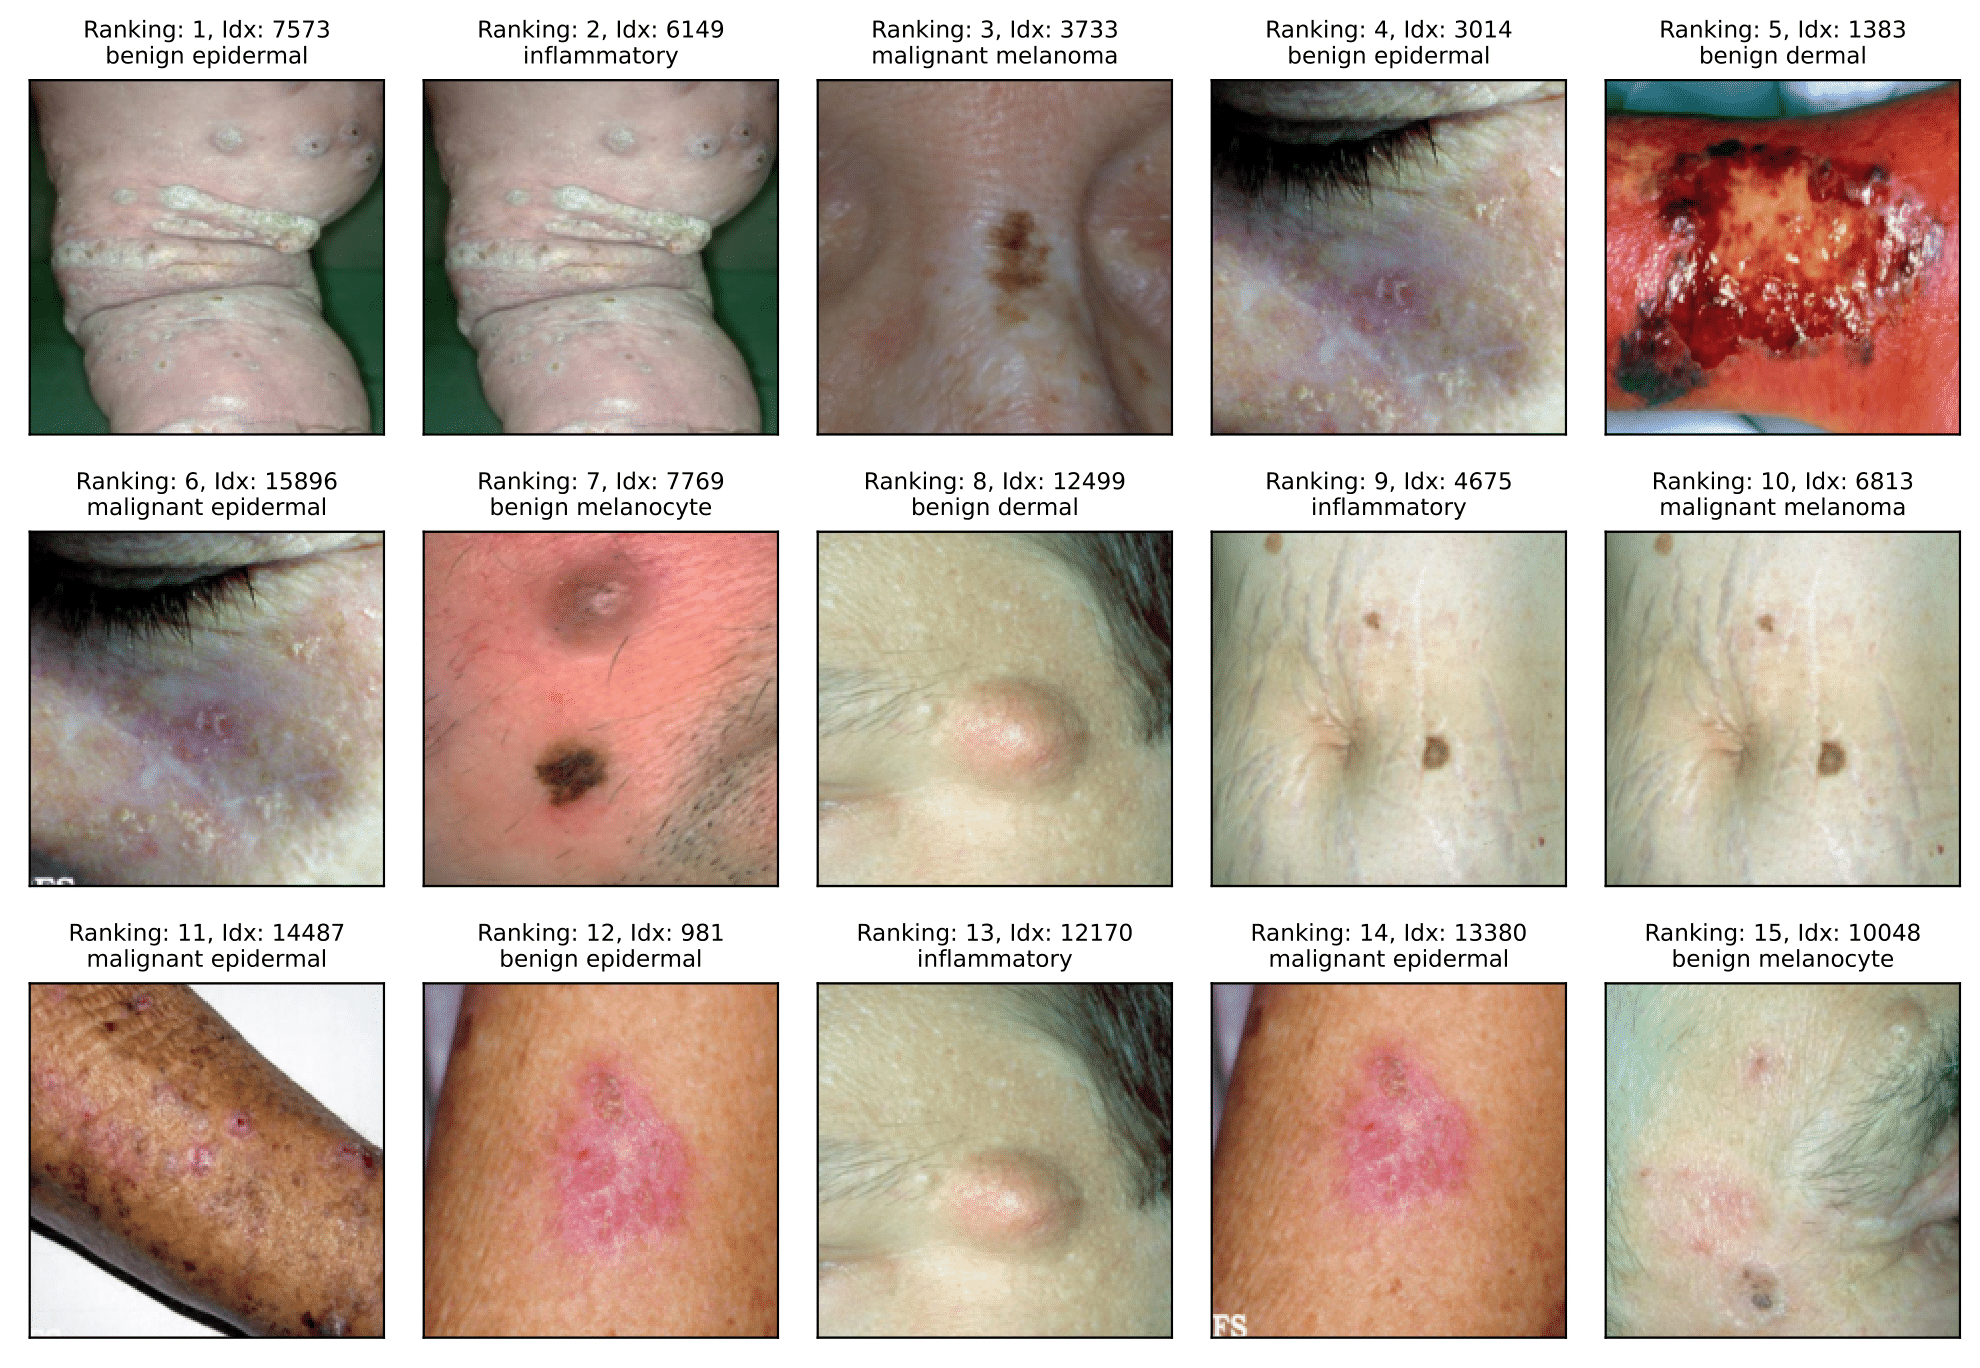 Ranking: 1, Idx: 7573
benign epidermal
Ranking: 2, Idx: 6149
inflammatory
Ranking: 3, Idx: 3733
malignant melanoma
Ranking: 4, Idx: 3014
benign epidermal
Ranking: 5, Idx: 1383
benign dermal
Ranking: 6, Idx: 15896
malignant epidermal
Ranking: 7, Idx: 7769
benign melanocyte
Ranking: 8, Idx: 12499
benign dermal
Ranking: 9, Idx: 4675
inflammatory
Ranking: 10, Idx: 6813
malignant melanoma
Ranking: 11, Idx: 14487
malignant epidermal
Ranking: 12, Idx: 981
benign epidermal
Ranking: 13, Idx: 12170
inflammatory
Ranking: 14, Idx: 13380
malignant epidermal
FS
Ranking: 15, Idx: 10048
benign melanocyte